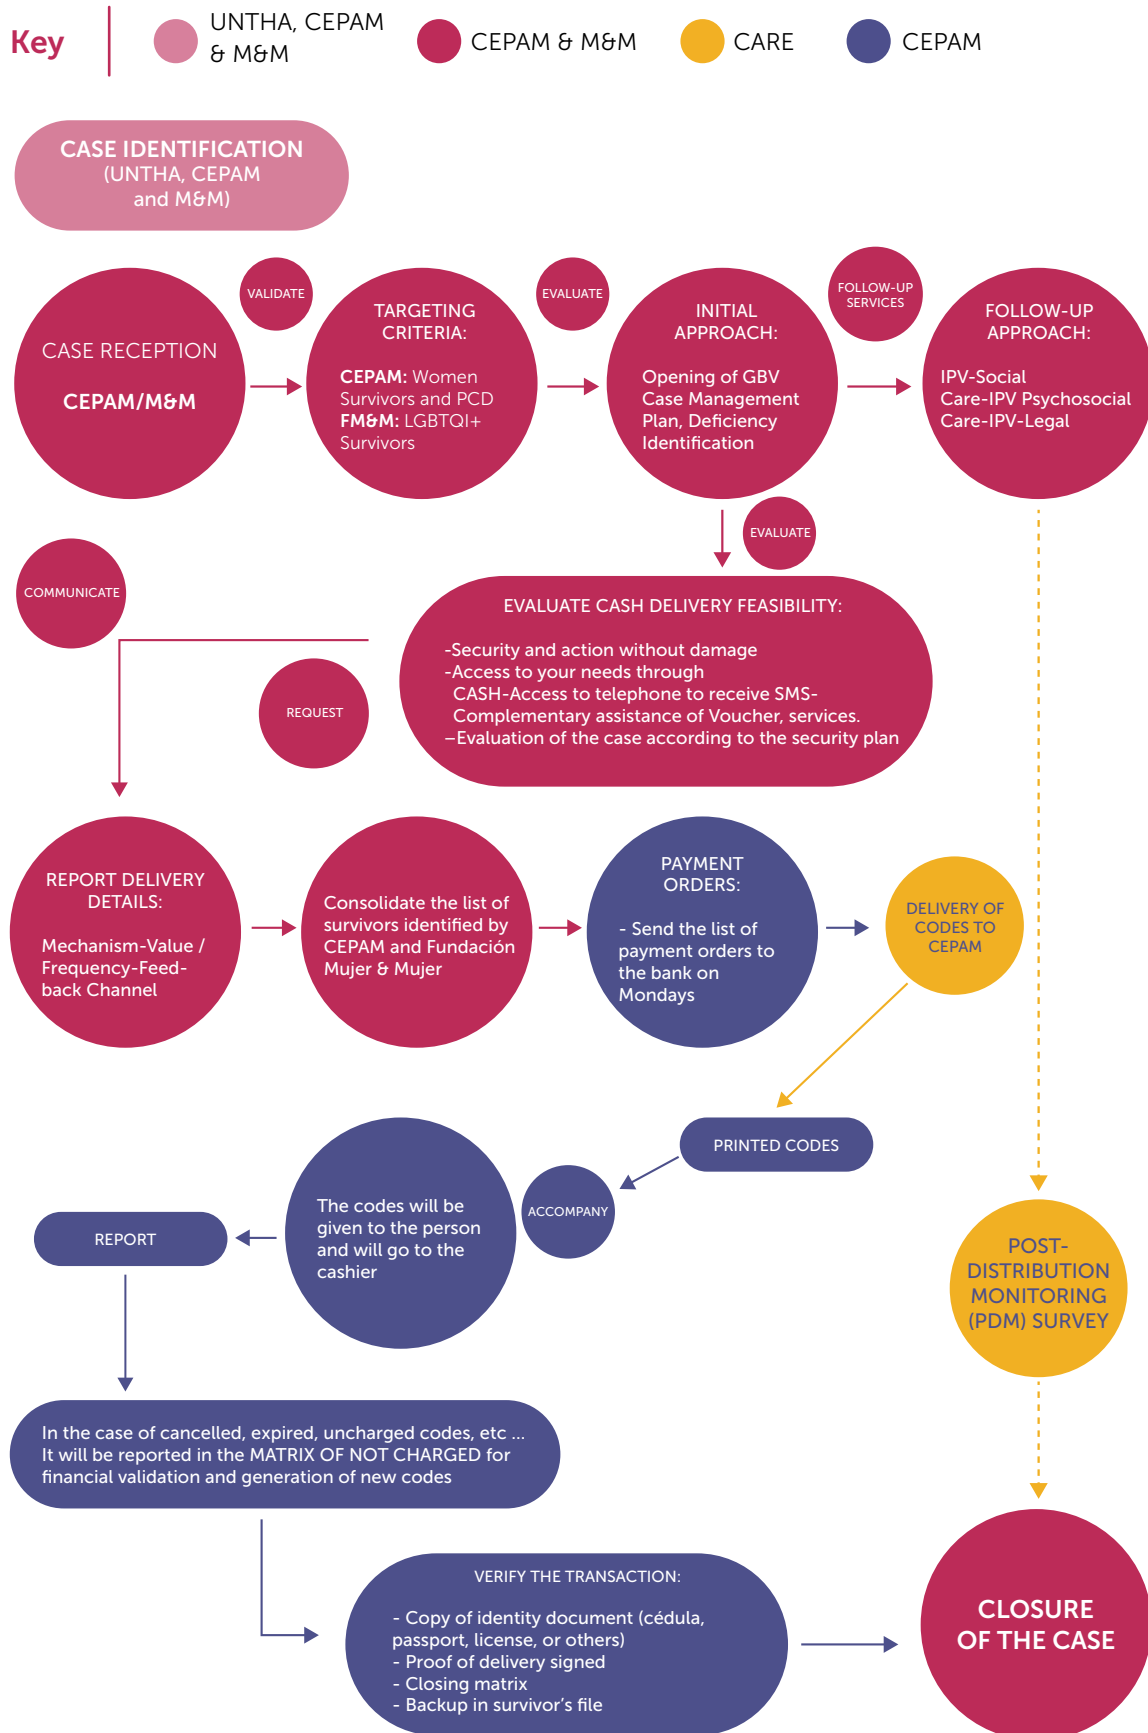 Key
UNTHA, CEPAM
& M&M
CEPAM & M&M
CARE
CEPAM
CASE IDENTIFICATION
(UNTHA, CEPAM
and M&M)
CASE RECEPTION
CEPAM/M&M
VALIDATE
TARGETING
CRITERIA:
CEPAM: Women
Survivors and PCD
FM&M: LGBTQI+
Survivors
EVALUATE
INITIAL
APPROACH:
Opening of GBV
Case Management
Plan, Deficiency
Identification
FOLLOW-UP
SERVICES
FOLLOW-UP
APPROACH:
IPV-Social
Care-IPV Psychosocial
Care-IPV-Legal
EVALUATE
COMMUNICATE
EVALUATE CASH DELIVERY FEASIBILITY:
-Security and action without damage
-Access to your needs through
CASH-Access to telephone to receive SMS-
Complementary assistance of Voucher, services.
–Evaluation of the case according to the security plan
REQUEST
REPORT DELIVERY
DETAILS:
Mechanism-Value /
Frequency-Feed-
back Channel
Consolidate the list of
survivors identified by
CEPAM and Fundación
Mujer & Mujer
PAYMENT
ORDERS:
- Send the list of
payment orders to
the bank on
Mondays
DELIVERY OF
CODES TO
CEPAM
PRINTED CODES
ACCOMPANY
The codes will be
given to the person
and will go to the
cashier
REPORT
POST-
DISTRIBUTION
MONITORING
(PDM) SURVEY
In the case of cancelled, expired, uncharged codes, etc ...
It will be reported in the MATRIX OF NOT CHARGED for
financial validation and generation of new codes
VERIFY THE TRANSACTION:
- Copy of identity document (cédula,
passport, license, or others)
- Proof of delivery signed
- Closing matrix
- Backup in survivor's file
CLOSURE
OF THE CASE